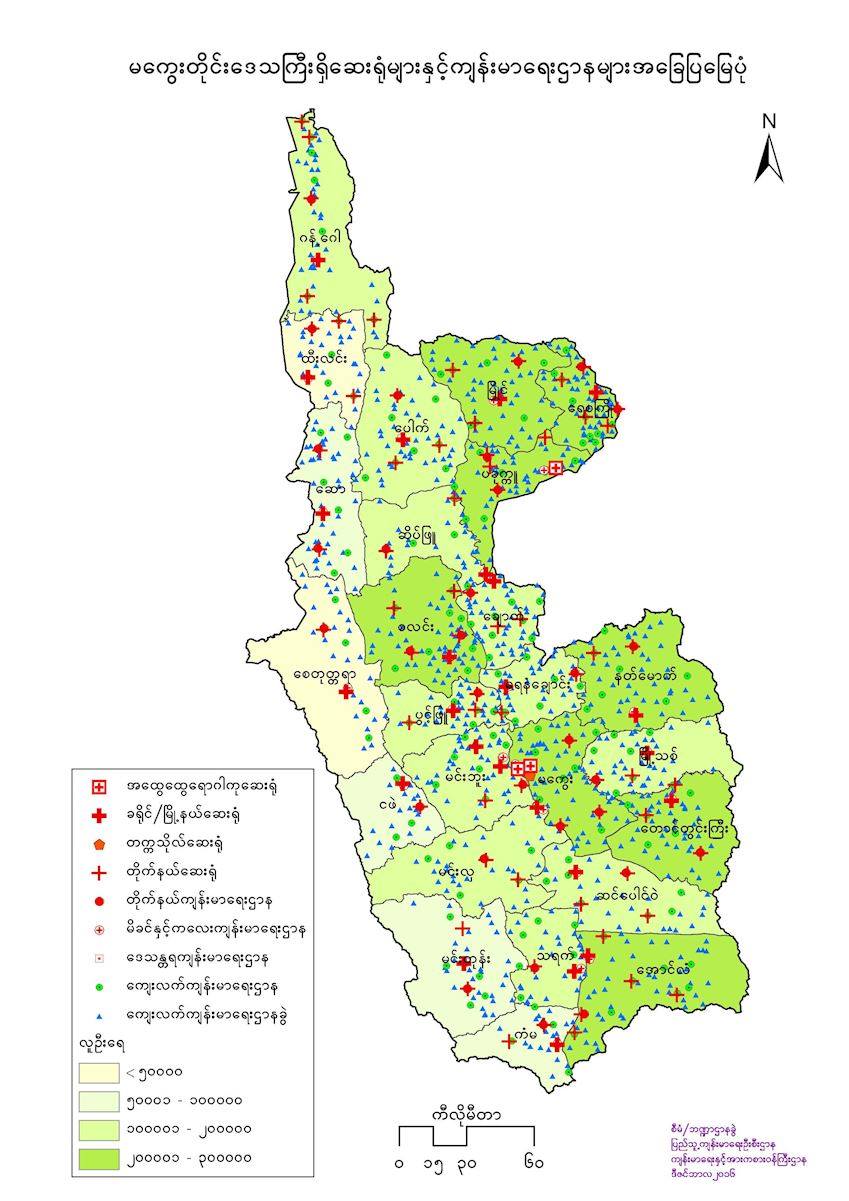 မကွေးတိုင်းဒေသကြီးရှိဆေးရုံများနှင့်ကျန်းမာရေးဌာနများအခြေပြမြေပုံ
N
ဂန့်ဂေါ
ထီးလင်း
မြိုင်
ရေစကြို
ပေါက်
ပခုက္ကူ
ဆော
ဆိပ်ဖြူ
ချောက်
စလင်း
စေတုတ္တရာ
နတ်မောက်
ရေနံချောင်း
ပွင့်ဖြူ
မြို့သစ်
မင်းဘူး
မကွေး
ငဖဲ
တောင်တွင်းကြီး
မင်းလှ
ဆင်ပေါင်ဝဲ
မင်းတုန်း
သရက်
အောင်လံ
ကံမ
အထွေထွေရောဂါကုဆေးရုံ
ခရိုင်/မြို့နယ်ဆေးရုံ
တက္ကသိုလ်ဆေးရုံ
တိုက်နယ်ဆေးရုံ
တိုက်နယ်ကျန်းမာရေးဌာန
မိခင်နှင့်ကလေးကျန်းမာရေးဌာန
ဒေသန္တရကျန်းမာရေးဌာန
ကျေးလက်ကျန်းမာရေးဌာန
ကျေးလက်ကျန်းမာရေးဌာနခွဲ
လူဦးရေ
< ၅၀၀၀၀
၅၀၀၀၁ - ၁၀၀၀၀၀
၁၀၀၀၀၁ - ၂၀၀၀၀၀
၂၀၀၀၀၁ - ၃၀၀၀၀၀
ကီလိုမီတာ
၀ ၁၅ ၃၀ ၆၀
စီမံ/ဘဏ္ဍာဌာနခွဲ
ပြည်သူ့ကျန်းမာရေးဦးစီးဌာန
ကျန်းမာရေးနှင့်အားကစားဝန်ကြီးဌာန
ဒီဇင်ဘာလ၂၀၁၆